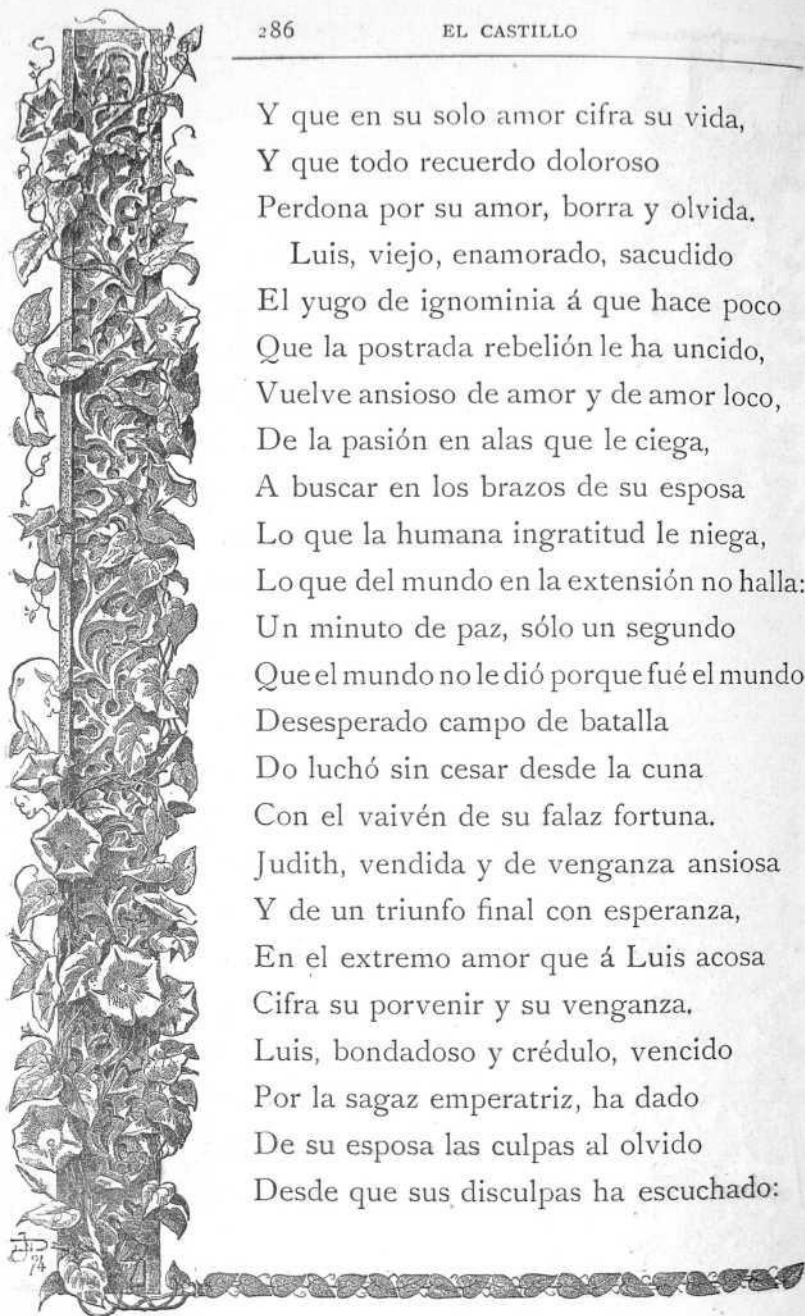 286 EL CASTILLO
Y que en su solo amor cifra su vida,
Y que todo recuerdo doloroso
Perdona por su amor, borra y olvida.
Luis, viejo, enamorado, sacudido
El yugo de ignominia á que hace poco
Que la postrada rebelión le ha uncido,
Vuelve ansioso de amor y de amor loco,
De la pasión en alas que le ciega,
A buscar en los brazos de su esposa
Lo que la humana ingratitud le niega,
Lo que del mundo en la extensión no halla:
Un minuto de paz, sólo un segundo
Que el mundo no le dió porque fué el mundo
Desesperado campo de batalla
Do luchó sin cesar desde la cuna
Con el vaivén de su falaz fortuna.
Judith, vendida y de venganza ansiosa
Y de un triunfo final con esperanza,
En el extremo amor que á Luis acosa
Cifra su porvenir y su venganza.
Luis, bondadoso y crédulo, vencido
Por la sagaz emperatriz, ha dado
De su esposa las culpas al olvido
Desde que sus disculpas ha escuchado:
74